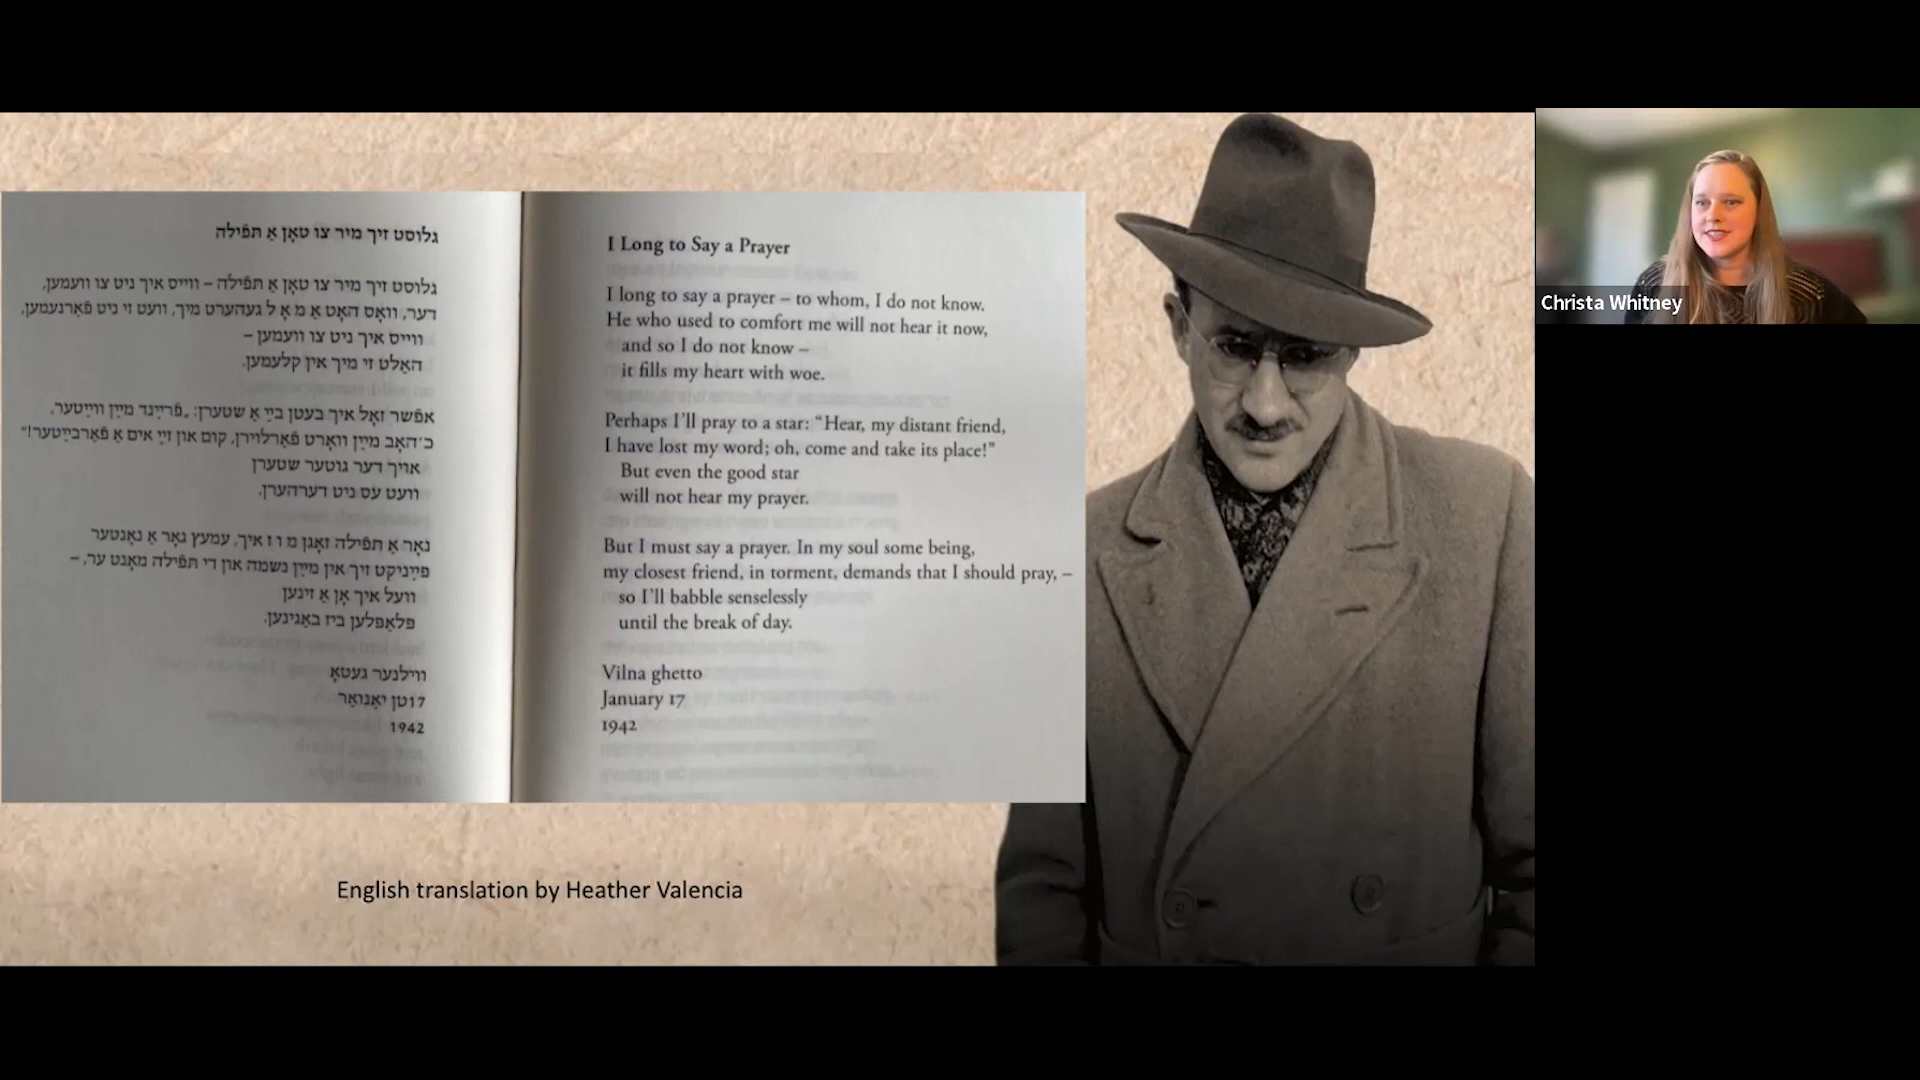 גלוסט זיך מיר צו טאָן אַ תּפֿילה
גלוסט זיך מיר צו טאָן אַ תּפֿילה – ווייס איך ניט צו וועמען,
דער, וואָס האָט אַ מ אָ ל געהערט מיך, וועט זי ניט פֿאַרנעמען,
ווייס איך ניט צו וועמען –
האַלט זי מיך אין קלעמען.
אפֿשר זאָל איך בעטן בײַ אַ שטערן: „פֿרײַנד מײַן ווײַטער,
כ׳האָב מײַן וואָרט פֿאַרלוירן, קום און זײַ אים אַ פֿאַרבײַטער!״
אויך דער גוטער שטערן
וועט עס ניט דערהערן.
נאָר אַ תּפֿילה זאָגן מ ו ז איך, עמעץ גאָר אַ נאָנטער
פּײַניקט זיך אין מײַן נשמה און די תּפֿילה מאָנט ער, –
וועל איך אָן אַ זינען
פּלאַפּלען ביז באַגינען.
ווילנער געטאָ
17טן יאַנואַר
1942
I Long to Say a Prayer
I long to say a prayer – to whom, I do not know.
He who used to comfort me will not hear it now,
and so I do not know –
it fills my heart with woe.
Perhaps I’ll pray to a star: “Hear, my distant friend,
I have lost my word; oh, come and take its place!”
But even the good star
will not hear my prayer.
But I must say a prayer. In my soul some being,
my closest friend, in torment, demands that I should pray, –
so I’ll babble senselessly
until the break of day.
Vilna ghetto
January 17
1942
English translation by Heather Valencia
Christa Whitney